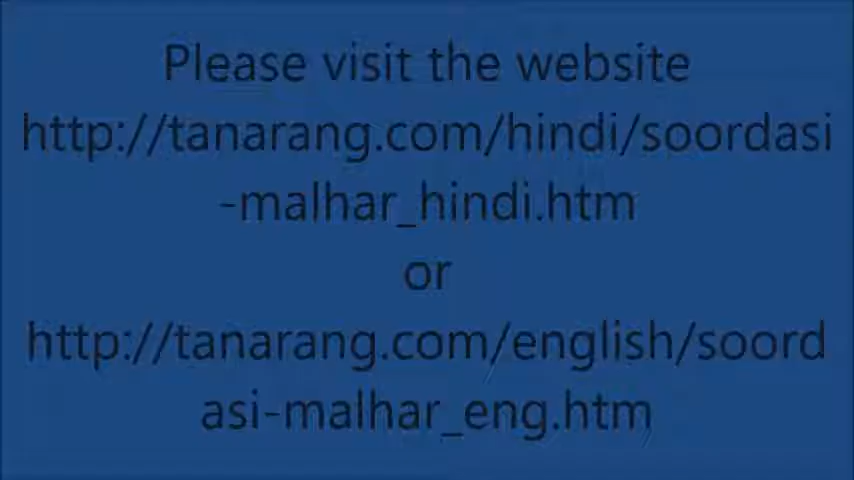 Please visit the website
http://tanarang.com/hindi/soordasi
-malhar_hindi.htm
or
http://tanarang.com/english/soord
asi-malhar_eng.htm